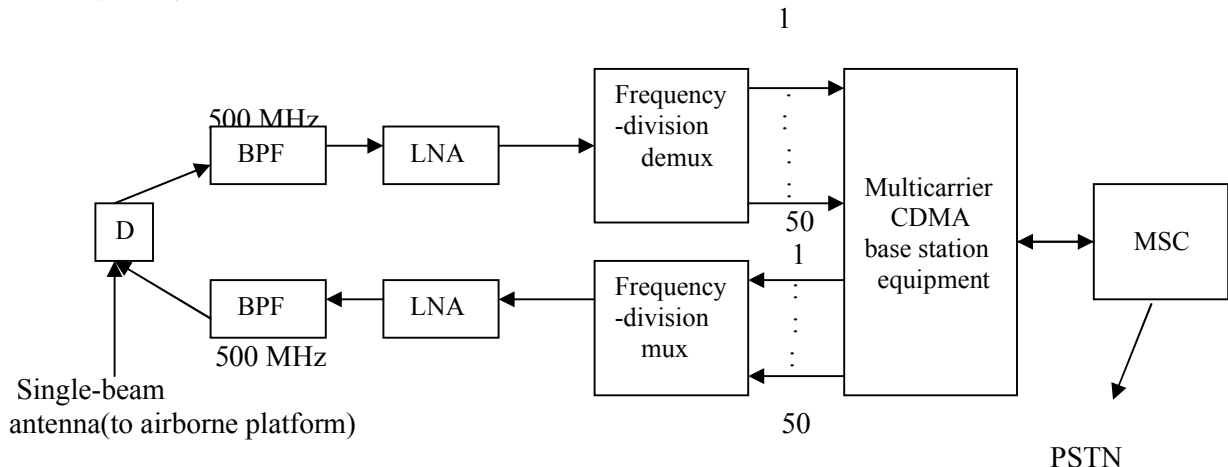 1
500 MHz
BPF
LNA
Frequency
-division
demux
50
D
Multicarrier
CDMA
base station
equipment
MSC
1
BPF
500 MHz
LNA
Frequency
-division
mux
50
Single-beam
antenna(to airborne platform)
PSTN